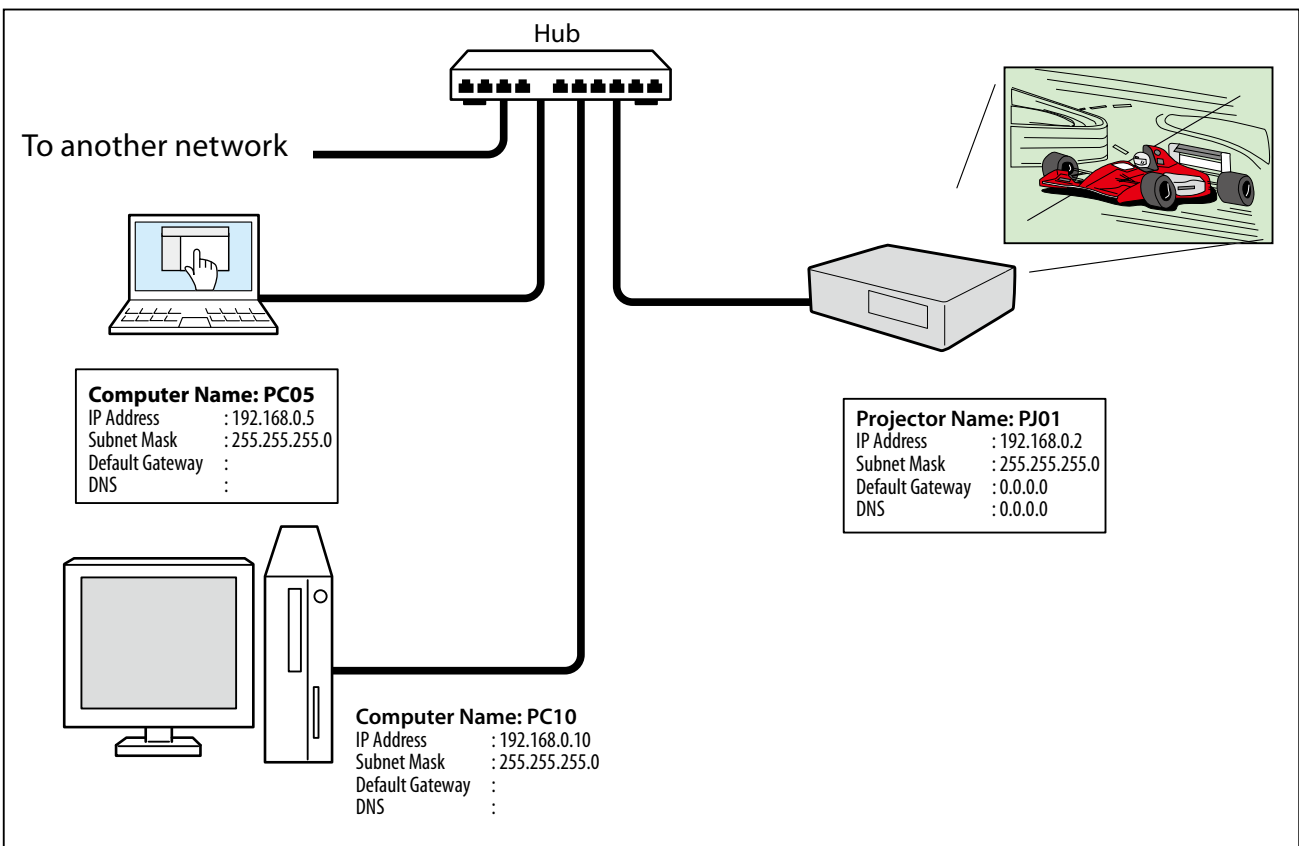 Hub
To another network
Computer Name: PC05
IP Address : 192.168.0.5
Subnet Mask : 255.255.255.0
Default Gateway :
DNS :
Projector Name: PJ01
IP Address : 192.168.0.2
Subnet Mask : 255.255.255.0
Default Gateway : 0.0.0.0
DNS : 0.0.0.0
Computer Name: PC10
IP Address : 192.168.0.10
Subnet Mask : 255.255.255.0
Default Gateway :
DNS :